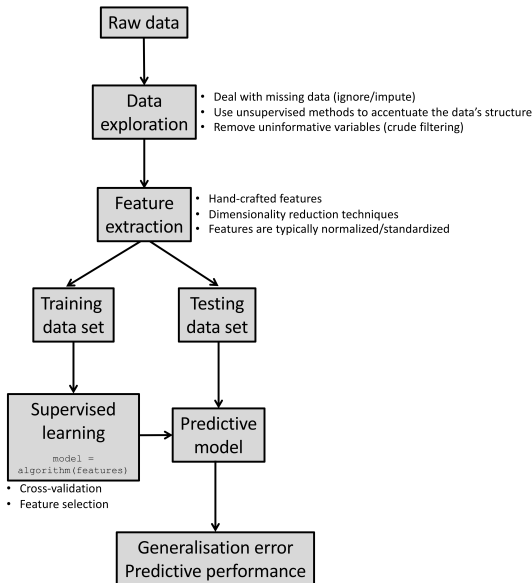 Raw data
Data
exploration
• Deal with missing data (ignore/impute)
• Use unsupervised methods to accentuate the data's structure
• Remove uninformative variables (crude filtering)
Feature
extraction
• Hand-crafted features
• Dimensionality reduction techniques
• Features are typically normalized/standardized
Training
data set
Testing
data set
Supervised
learning
model =
algorithm(features)
• Cross-validation
• Feature selection
Predictive
model
Generalisation error
Predictive performance